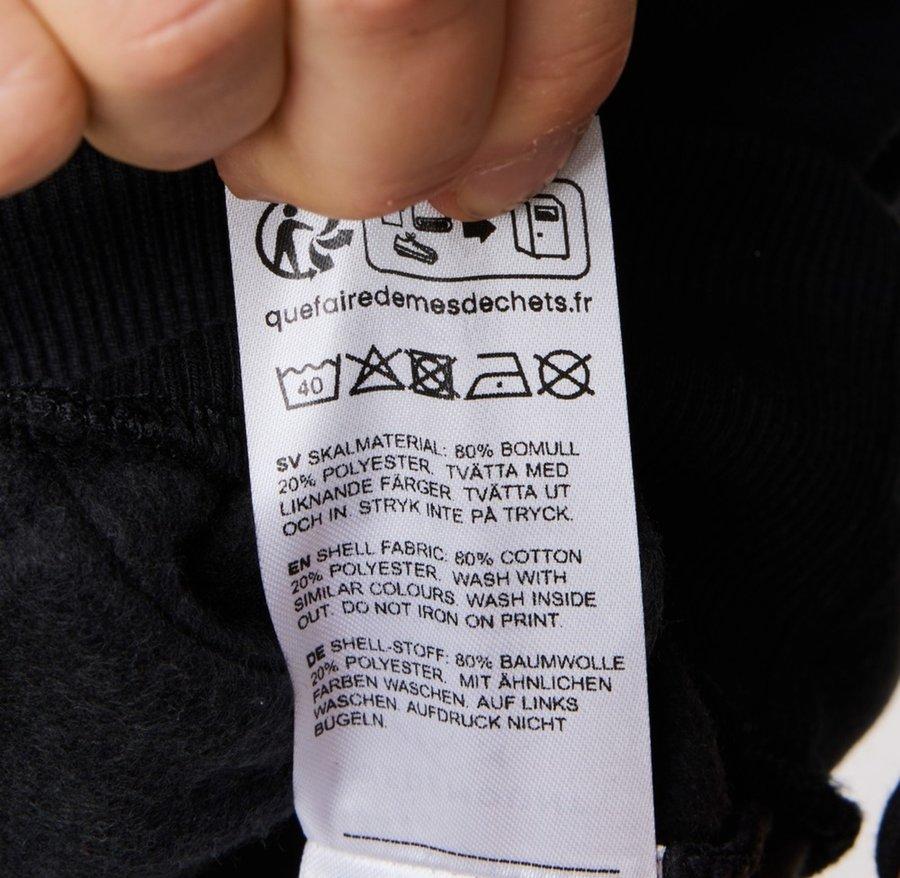 quefairedemesdechets.fr
40
SV SKALMATERIAL: 80% BOMULL
20% POLYESTER. TVÄTTA MED
LIKNANDE FÄRGER. TVÄTTA UT
OCH IN. STRYK INTE PÅ TRYCK.
EN SHELL FABRIC: 80% COTTON
20% POLYESTER. WASH WITH
SIMILAR COLOURS. WASH INSIDE
OUT. DO NOT IRON ON PRINT.
DE SHELL-STOFF: 80% BAUMWOLLE
20% POLYESTER. MIT ÄHNLICHEN
FARBEN WASCHEN. AUF LINKS
WASCHEN. AUFDRUCK NICHT
BÜGELN.